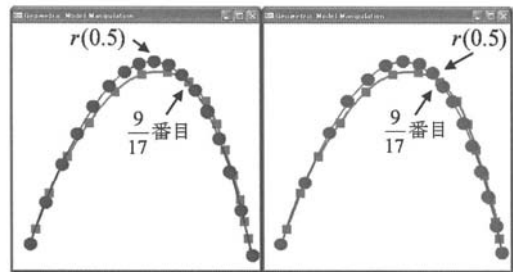 Geometric Model Manipulation
r(0.5)
9/17 番目
Geometric Model Manipulation
r(0.5)
9/17 番目